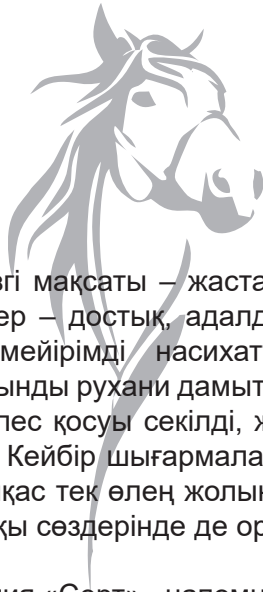 згі мақсаты – жаста
ер – достық, адалд
мейірімді насихат
ынды рухани дамыт
лес қосуы секілді, ж
Кейбір шығармала
қас тек өлең жолын
қы сөздерінде де ор